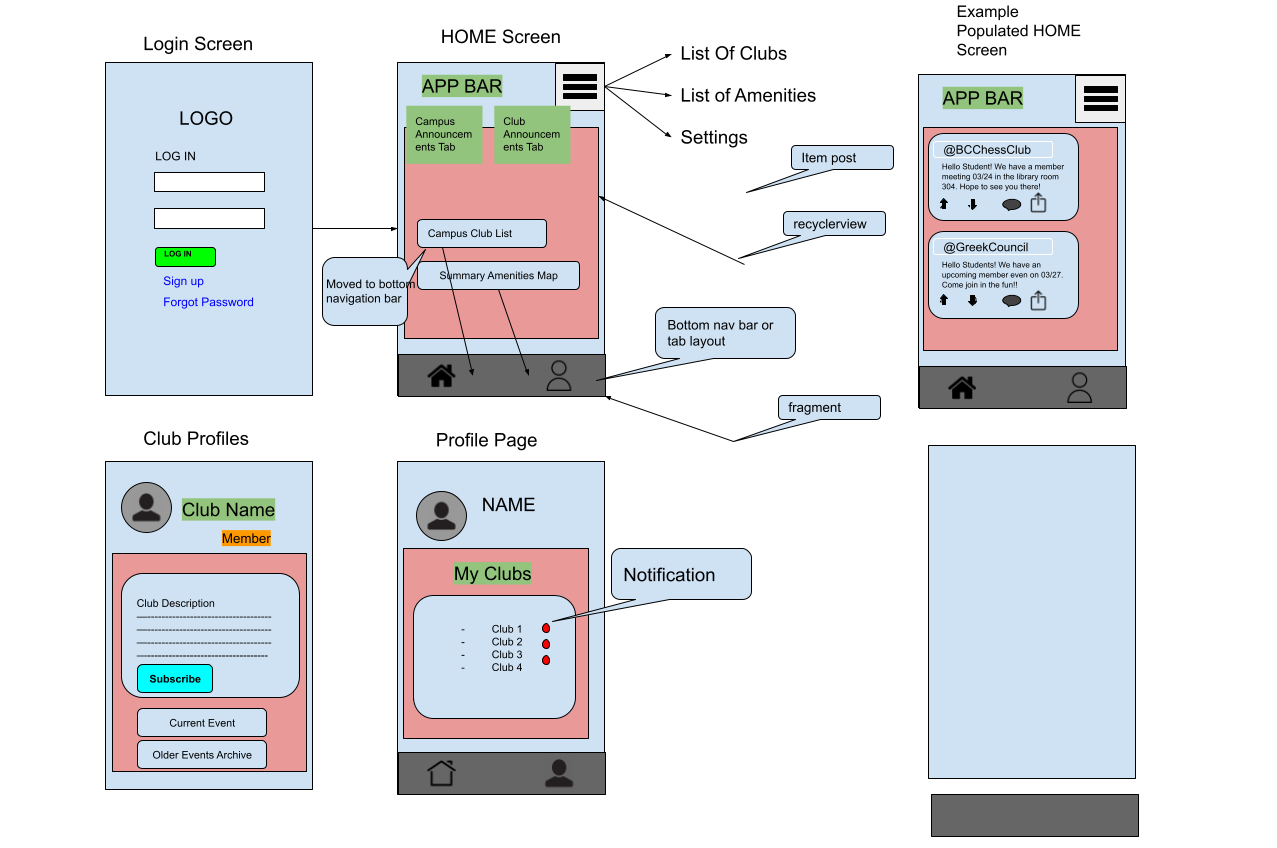 Login Screen
LOGO
LOG IN
LOG IN
Sign up
Forgot Password
HOME Screen
APP BAR
Campus
Announcem
ents Tab
Club
Announcem
ents Tab
Campus Club List
Summary Amenities Map
Moved to bottom
navigation bar
List Of Clubs
List of Amenities
Settings
Item post
recyclerview
Bottom nav bar or
tab layout
fragment
Example
Populated HOME
Screen
APP BAR
@BCChessClub
Hello Student! We have a member
meeting 03/24 in the library room
304. Hope to see you there!
@GreekCouncil
Hello Students! We have an
upcoming member even on 03/27.
Come join in the fun!!
Club Profiles
Club Name
Member
Club Description
---------------------------------------
---------------------------------------
---------------------------------------
--------------------------------------
Subscribe
Current Event
Older Events Archive
Profile Page
NAME
My Clubs
- Club 1
- Club 2
- Club 3
- Club 4
Notification